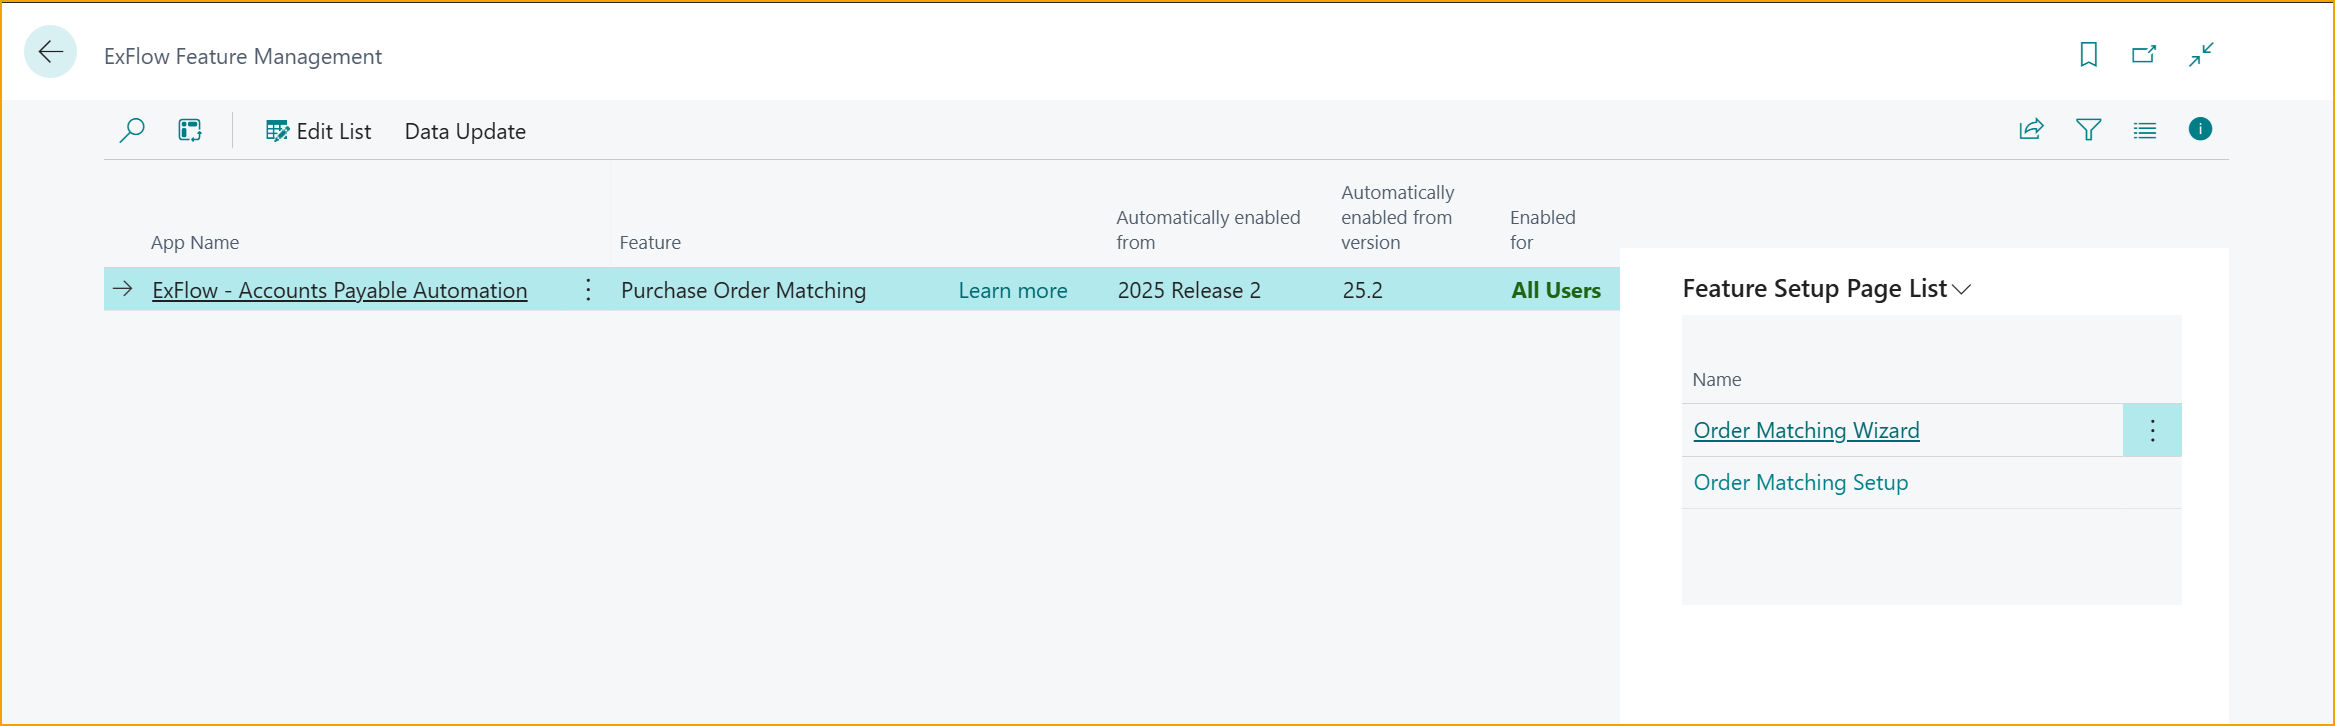 ExFlow Feature Management
Edit List
Data Update
App Name
Feature
Automatically enabled
from
Automatically
enabled from
version
Enabled
for
ExFlow - Accounts Payable Automation
Purchase Order Matching
Learn more
2025 Release 2
25.2
All Users
Feature Setup Page List
Name
Order Matching Wizard
Order Matching Setup